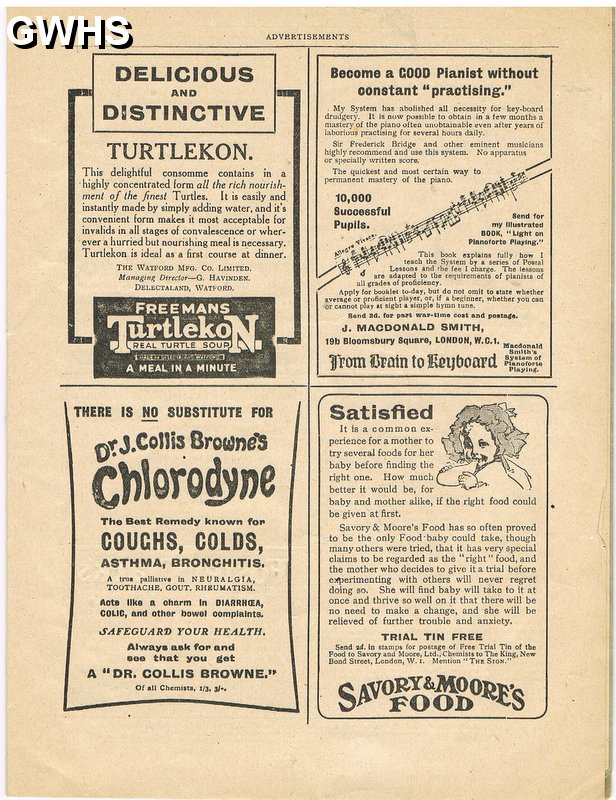 GWHS
ADVERTISEMENTS
DELICIOUS
AND
DISTINCTIVE
TURTLEKON.
This delightful consomme contains in a
highly concentrated form all the rich nourish-
ment of the finest Turtles. It is easily and
instantly made by simply adding water, and it's
convenient form makes it most acceptable for
invalids in all stages of convalescence or wher-
ever a hurried but nourishing meal is necessary.
Turtlekon is ideal as a first course at dinner.
THE WATFORD MFG. CO. LIMITED.
Managing Director—G. HAVINDEN.
DELECTALAND, WATFORD.
FREEMANS
TurtlekoN.
REAL TURTLE SOUP
A MEAL IN A MINUTE
Become a GOOD Pianist without
constant "practising."
My System has abolished all necessity for key-board
drudgery. It is now possible to obtain in a few months a
mastery of the piano often unobtainable even after years of
laborious practising for several hours daily.
Sir Frederick Bridge and other eminent musicians
highly recommend and use this system. No apparatus
or specially written score.
The quickest and most certain way to
permanent mastery of the piano.
10,000
Successful
Pupils.
Allegro Vivace.
Send for
my illustrated
BOOK, "Light on
Pianoforte Playing."
This book explains fully how I
teach the System by a series of Postal
Lessons and the fee I charge. The lessons
are adapted to the requirements of pianists of
all grades of proficiency.
Apply for booklet to-day, but do not omit to state whether
average or proficient player, or, if a beginner, whether you can
or cannot play at sight a simple hymn tune.
Send 3d. for part war-time cost and postage.
J. MACDONALD SMITH,
19b Bloomsbury Square, LONDON, W.C.1.
From Brain to Keyboard
Macdonald
Smith's
System of
Pianoforte
Playing.
THERE IS NO SUBSTITUTE FOR
Dr. J. Collis Browne's
Chlorodyne
The Best Remedy known for
COUGHS, COLDS,
ASTHMA, BRONCHITIS.
A true palliative in NEURALGIA,
TOOTHACHE, GOUT, RHEUMATISM.
Acts like a charm in DIARRHŒA,
COLIC, and other bowel complaints.
SAFEGUARD YOUR HEALTH,
Always ask for and
see that you get
A "DR. COLLIS BROWNE."
Of all Chemists, 1/3, 3/-.
Satisfied
It is a common ex-
perience for a mother to
try several foods for her
baby before finding the
right one. How much
better it would be, for
baby and mother alike, if the right food could
be given at first.
Savory & Moore's Food has so often proved
to be the only Food baby could take, though
many others were tried, that it has very special
claims to be regarded as the "right" food, and
the mother who decides to give it a trial before
experimenting with others will never regret
doing so. She will find baby will take to it at
once and thrive so well on it that there will be
no need to make a change, and she will be
relieved of further trouble and anxiety.
TRIAL TIN FREE
Send 2d. in stamps for postage of Free Trial Tin of the
Food to Savory and Moore, Ltd., Chemists to The King, New
Bond Street, London, W. 1. Mention "THE SIGN."
SAVORY & MOORE'S
FOOD